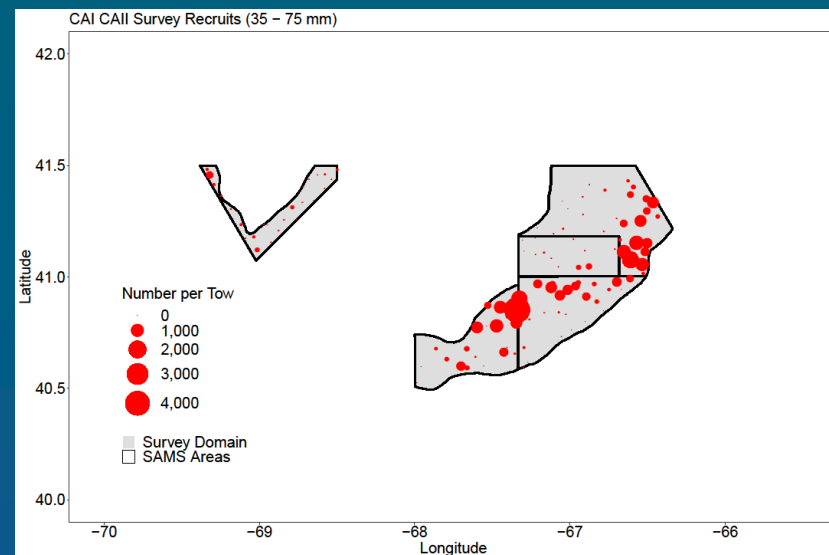 CAI CAII Survey Recruits (35 − 75 mm)
42.0
41.5
41.0
40.5
40.0
Latitude
Number per Tow
0
1,000
2,000
3,000
4,000
Survey Domain
SAMS Areas
−70 −69 −68 −67 −66
Longitude